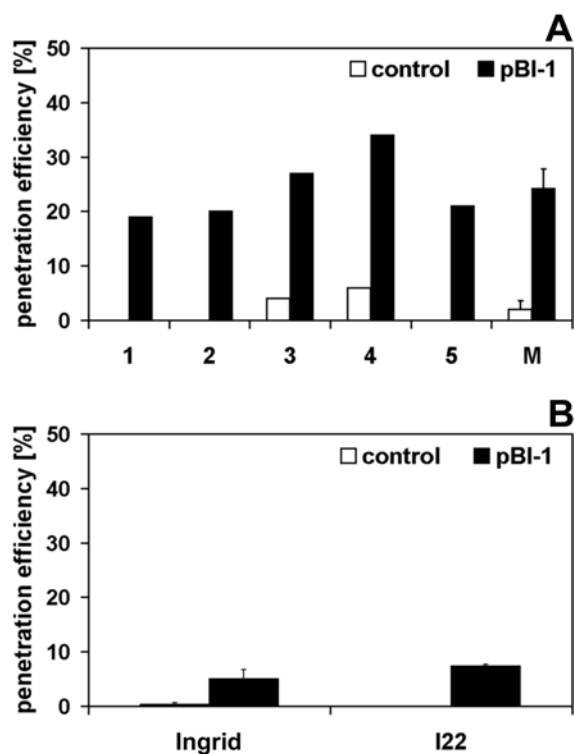 A
penetration efficiency [%]
50
40
30
20
10
0
control pBI-1
1 2 3 4 5 M
B
penetration efficiency [%]
50
40
30
20
10
0
control pBI-1
Ingrid I22